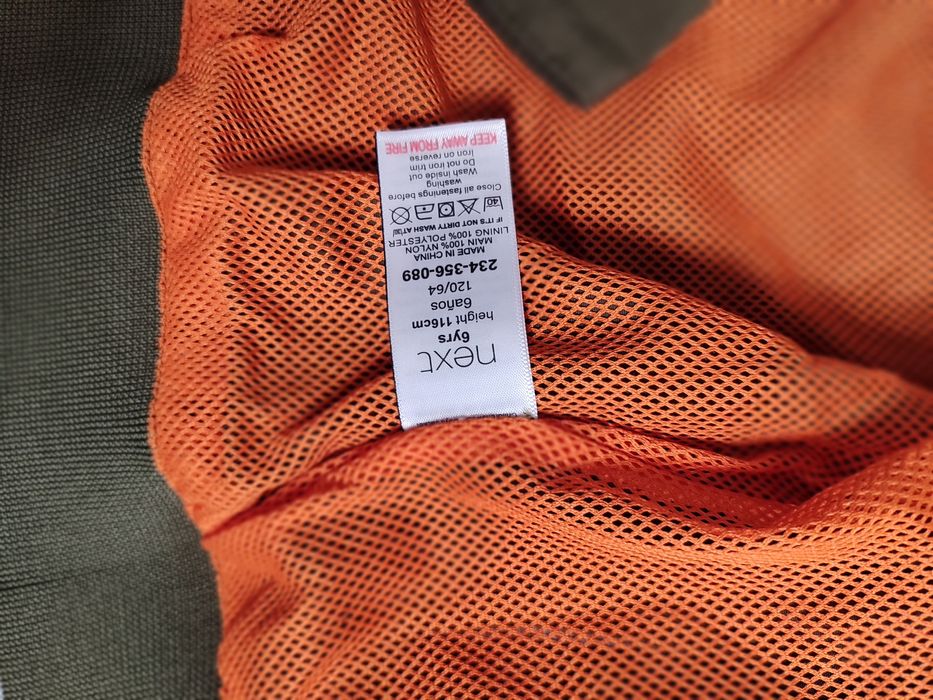 next
6yrs
height 116cm
6años
120/64
234-356-089
MADE IN CHINA
MAIN 100% NYLON
LINING 100% POLYESTER
IF IT'S NOT DIRTY WASH AT
40
Close all fastenings before
washing
Wash inside out
Do not iron trim
Iron on reverse
KEEP AWAY FROM FIRE